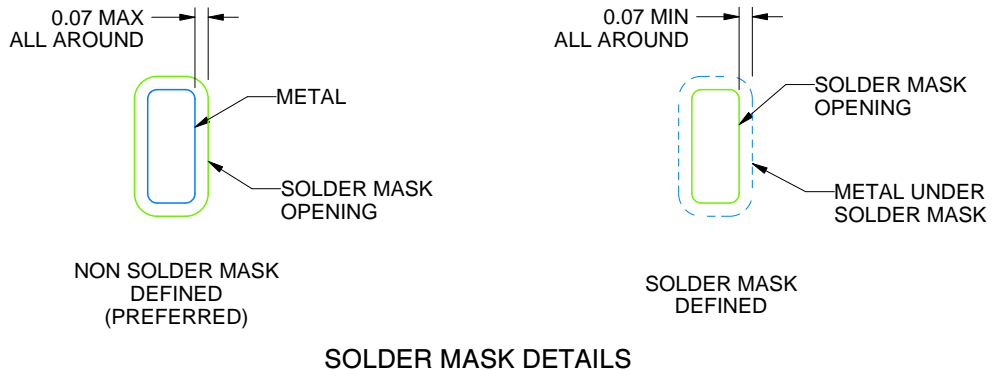 0.07 MAX
ALL AROUND
METAL
SOLDER MASK
OPENING
NON SOLDER MASK
DEFINED
(PREFERRED)
0.07 MIN
ALL AROUND
SOLDER MASK
OPENING
METAL UNDER
SOLDER MASK
SOLDER MASK
DEFINED
SOLDER MASK DETAILS